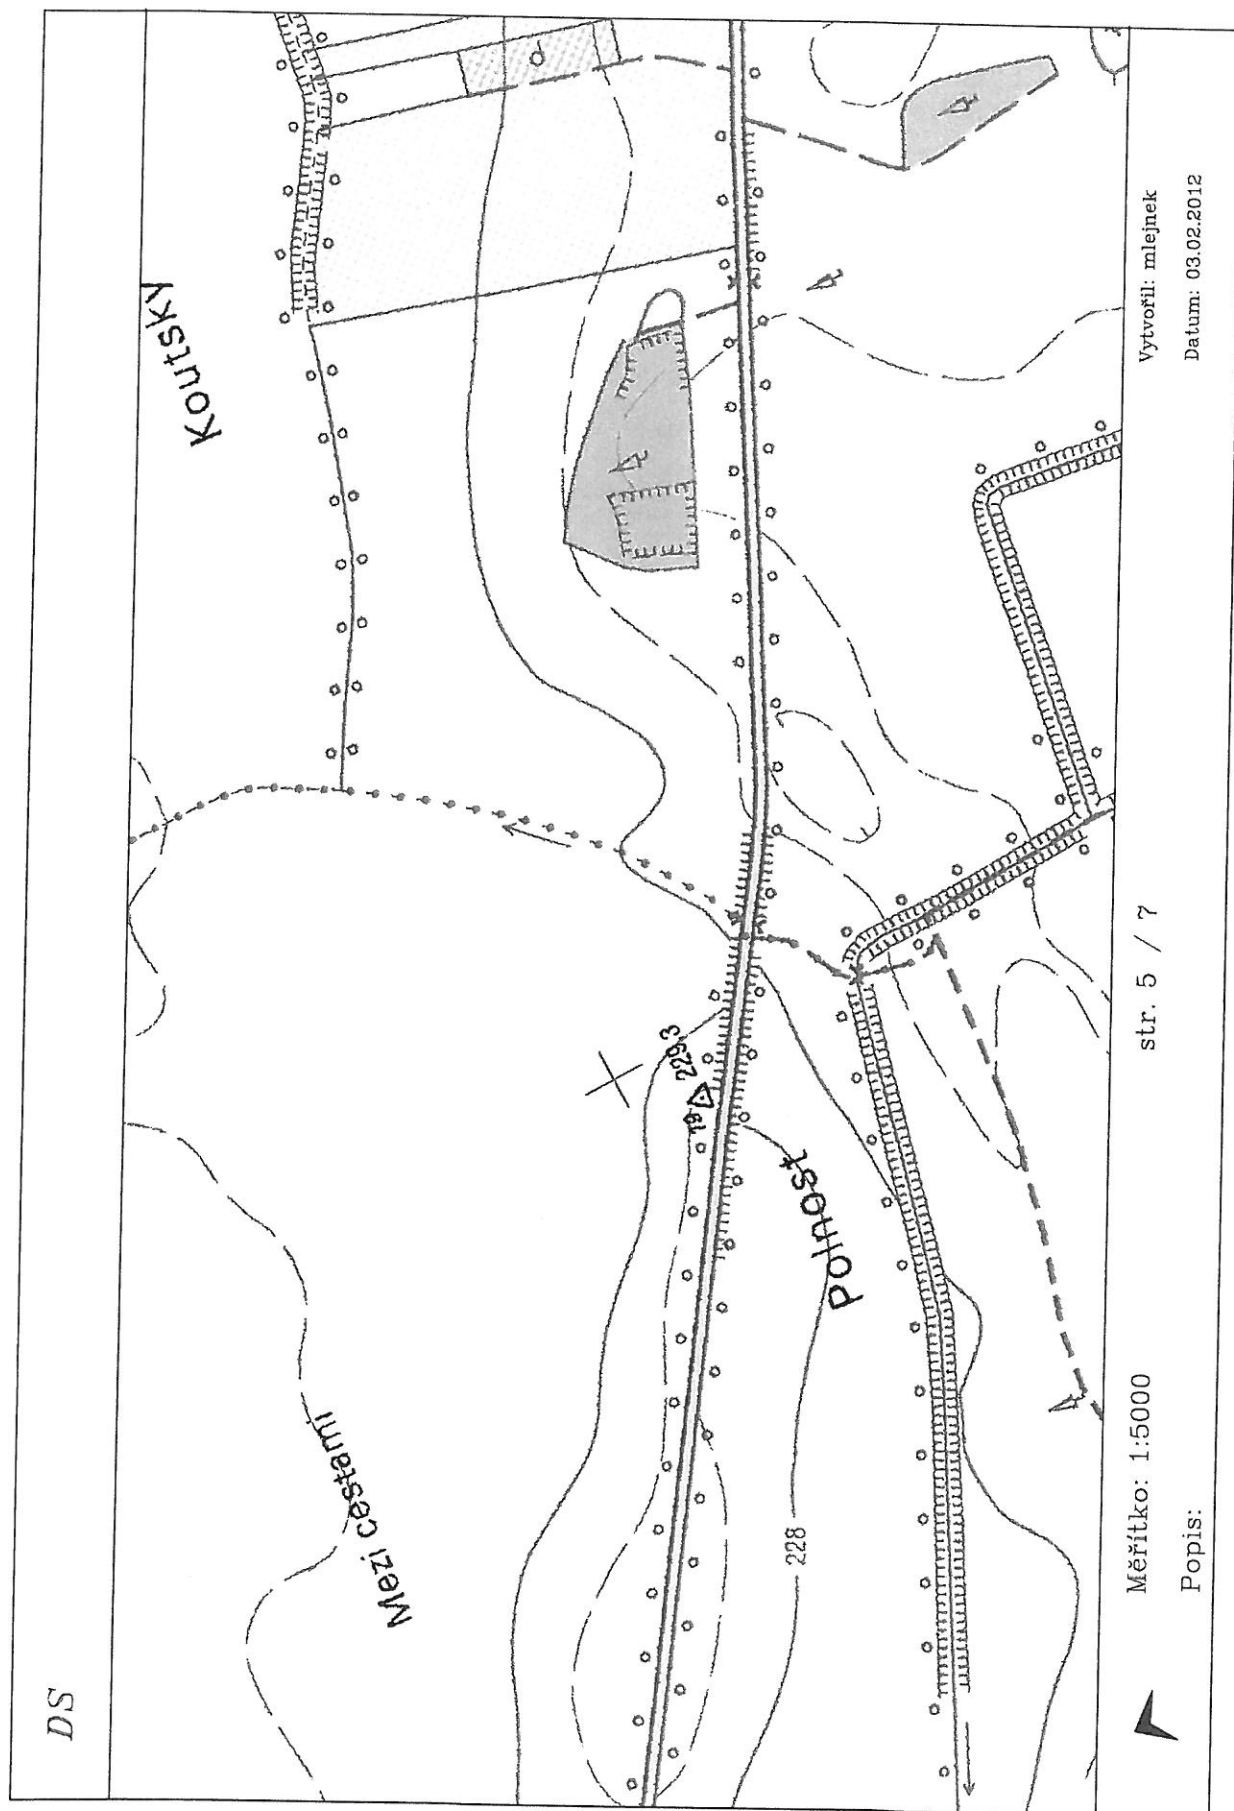 DS
Koutsky
Mezi cestami
T9 229.3
Polnost
228
Měřítko: 1:5000
str. 5 / 7
Vytvořil: mlejnek
Popis:
Datum: 03.02.2012